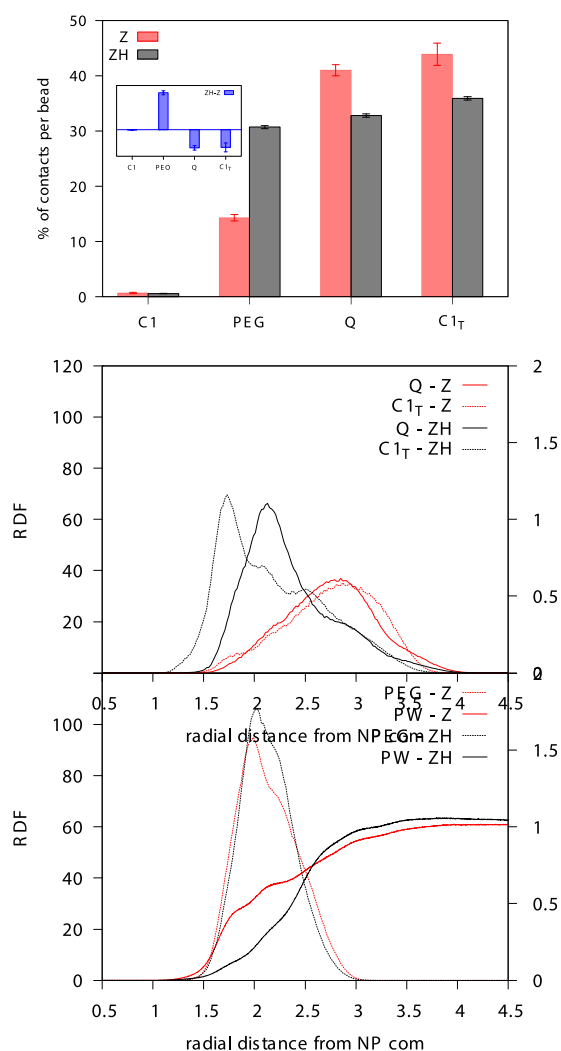 Z
ZH
ZH-Z
C1 PEO Q C1T
% of contacts per bead
50
40
30
20
10
0
C1 PEG Q C1T
120
100
80
60
40
20
RDF
2
1.5
1
0.5
0
Q - Z
C1T - Z
Q - ZH
C1T - ZH
0.5 1 1.5 2 2.5 3 3.5 4 4.5
radial distance from NP com
PEG - Z
PW - Z
PEG - ZH
PW - ZH
100
80
60
40
20
0
RDF
2
1.5
1
0.5
0
0.5 1 1.5 2 2.5 3 3.5 4 4.5
radial distance from NP com